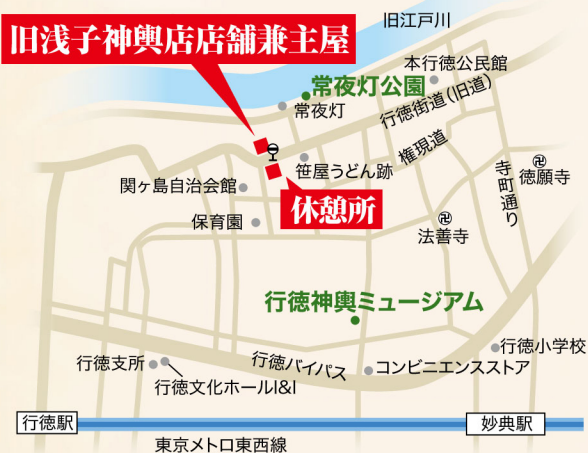 旧江戸川
旧浅子神輿店店舗兼主屋
本行徳公民館
常夜灯公園
常夜灯
行徳街道(旧道)
権現道
笹屋うどん跡
関ヶ島自治会館
休憩所
保育園
寺町通り
徳願寺
法善寺
行徳神輿ミュージアム
行徳小学校
行徳支所
行徳文化ホールI&I
行徳バイパス
コンビニエンスストア
行徳駅
妙典駅
東京メトロ東西線